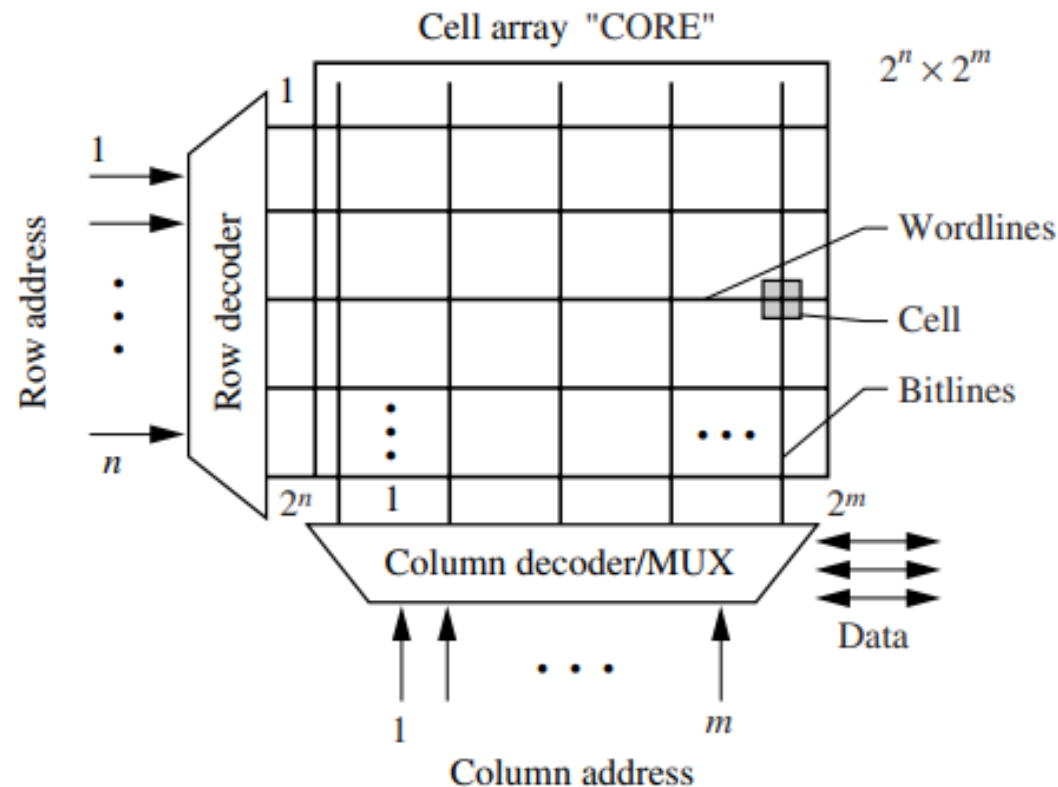 Cell array "CORE"
2ⁿ × 2ᵐ
1
1
Row address
Row decoder
Wordlines
Cell
Bitlines
n
2ⁿ
1
2ᵐ
Column decoder/MUX
Data
1
m
Column address